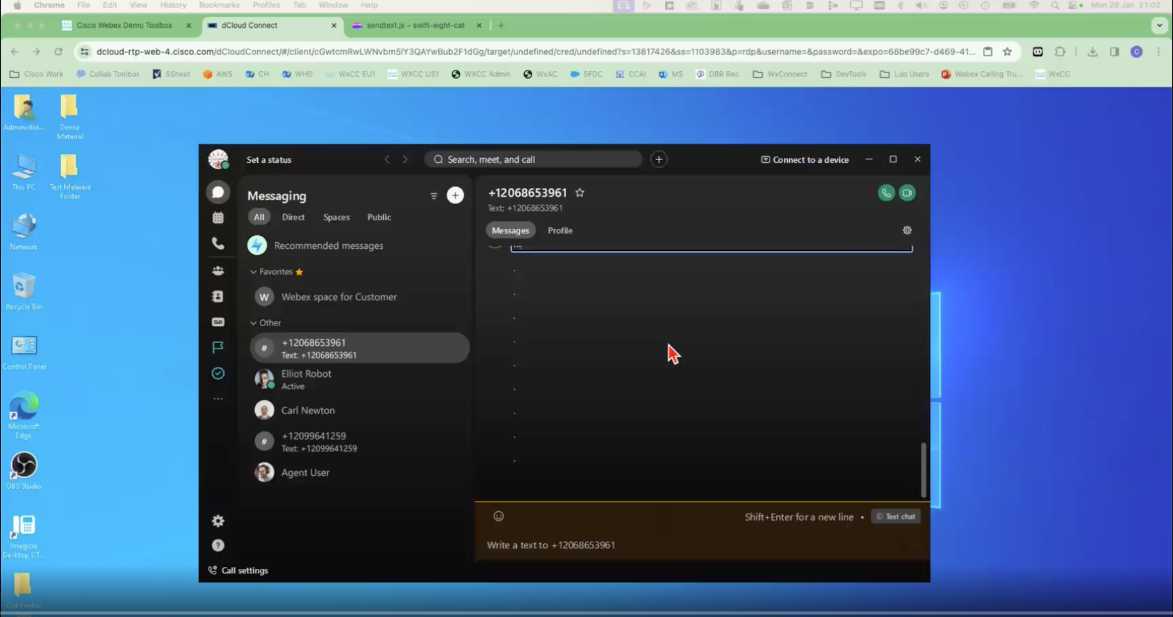 Chrome File Edit View History Bookmarks Profiles Tab Window Help Mon 29 Jan 21:02
Cisco Webex Demo Toolbox
dCloud Connect
sendtext.js – swift-eight-cat
dcloud-rtp-web-4.cisco.com/dCloudConnect/#/client/cGwtcmRwLWNvbm5lY3QAYWBub2F1dGg/target/undefined/cred/undefined?s=13817426&ss=1103983&p=rdp&username=&password=&expo=68be99c7-d469-41...
Cisco Work Collab Toolbox SSheet AWS CH WHD WxCC EU1 WXCC US1 WXCC Admin WxAC SFDC CCAI MS DBR Rec WxConnect DevTools Lab Users Webex Calling Tru... WxCC
Administra...
Demo
Material
This PC
Test Malware
Folder
Network
Recycle Bin
Control Panel
Microsoft
Edge
OBS Studio
Imagicle
Desktop CT...
Set a status
Search, meet, and call
Connect to a device
Messaging
All Direct Spaces Public
Recommended messages
Favorites
W Webex space for Customer
Other
# +12068653961
Text: +12068653961
Elliot Robot
Active
Carl Newton
# +12099641259
Text: +12099641259
Agent User
Call settings
+12068653961
Text: +12068653961
Messages Profile
Shift+Enter for a new line • © Text chat
Write a text to +12068653961